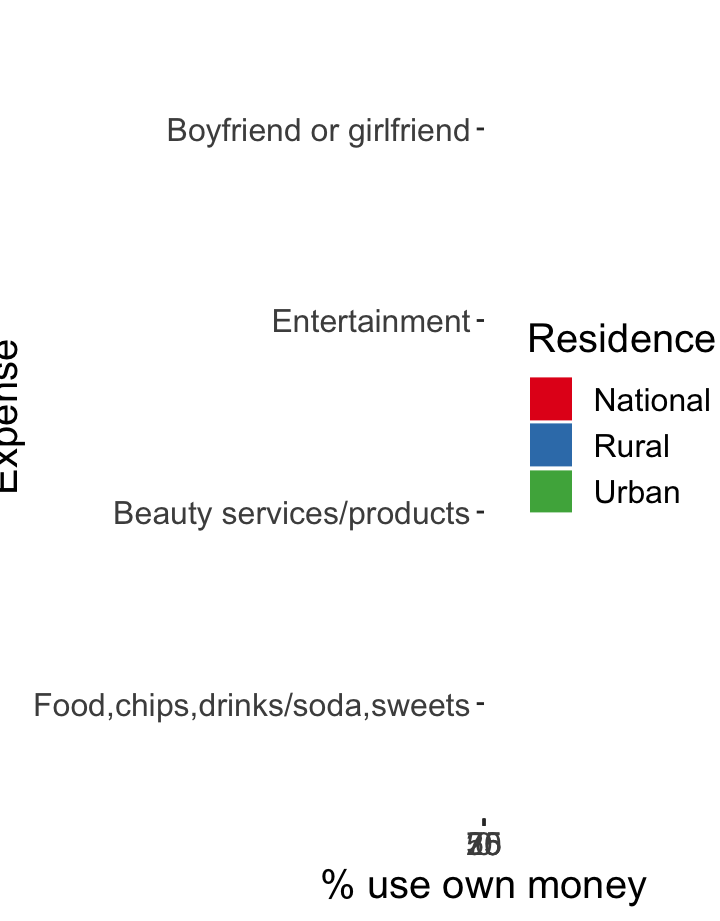 Boyfriend or girlfriend
Entertainment
Beauty services/products
Food,chips,drinks/soda,sweets
Expense
% use own money
Residence
National
Rural
Urban